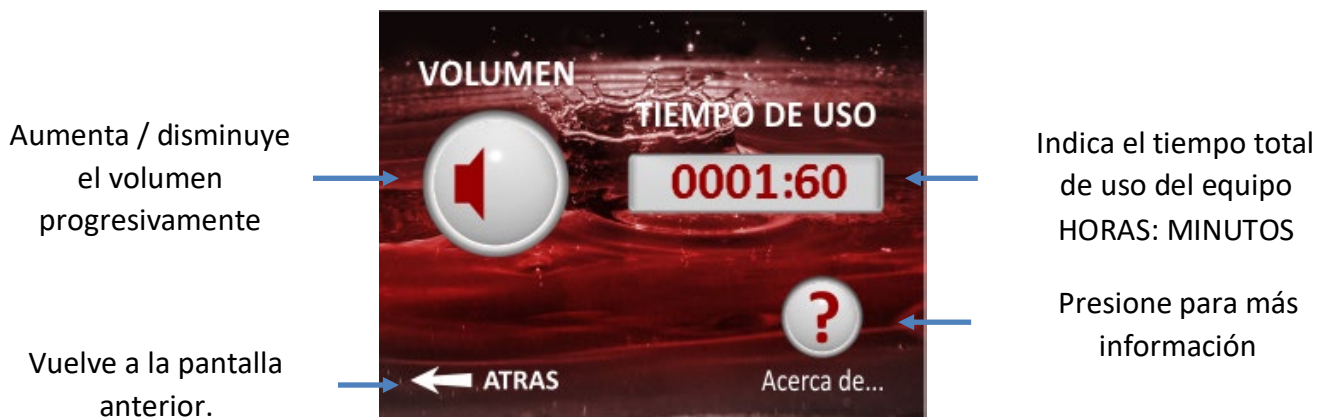 VOLUMEN
TIEMPO DE USO
Aumenta / disminuye
el volumen
progresivamente
0001:60
Indica el tiempo total
de uso del equipo
HORAS: MINUTOS
?
Presione para más
información
Vuelve a la pantalla
anterior.
ATRAS
Acerca de...